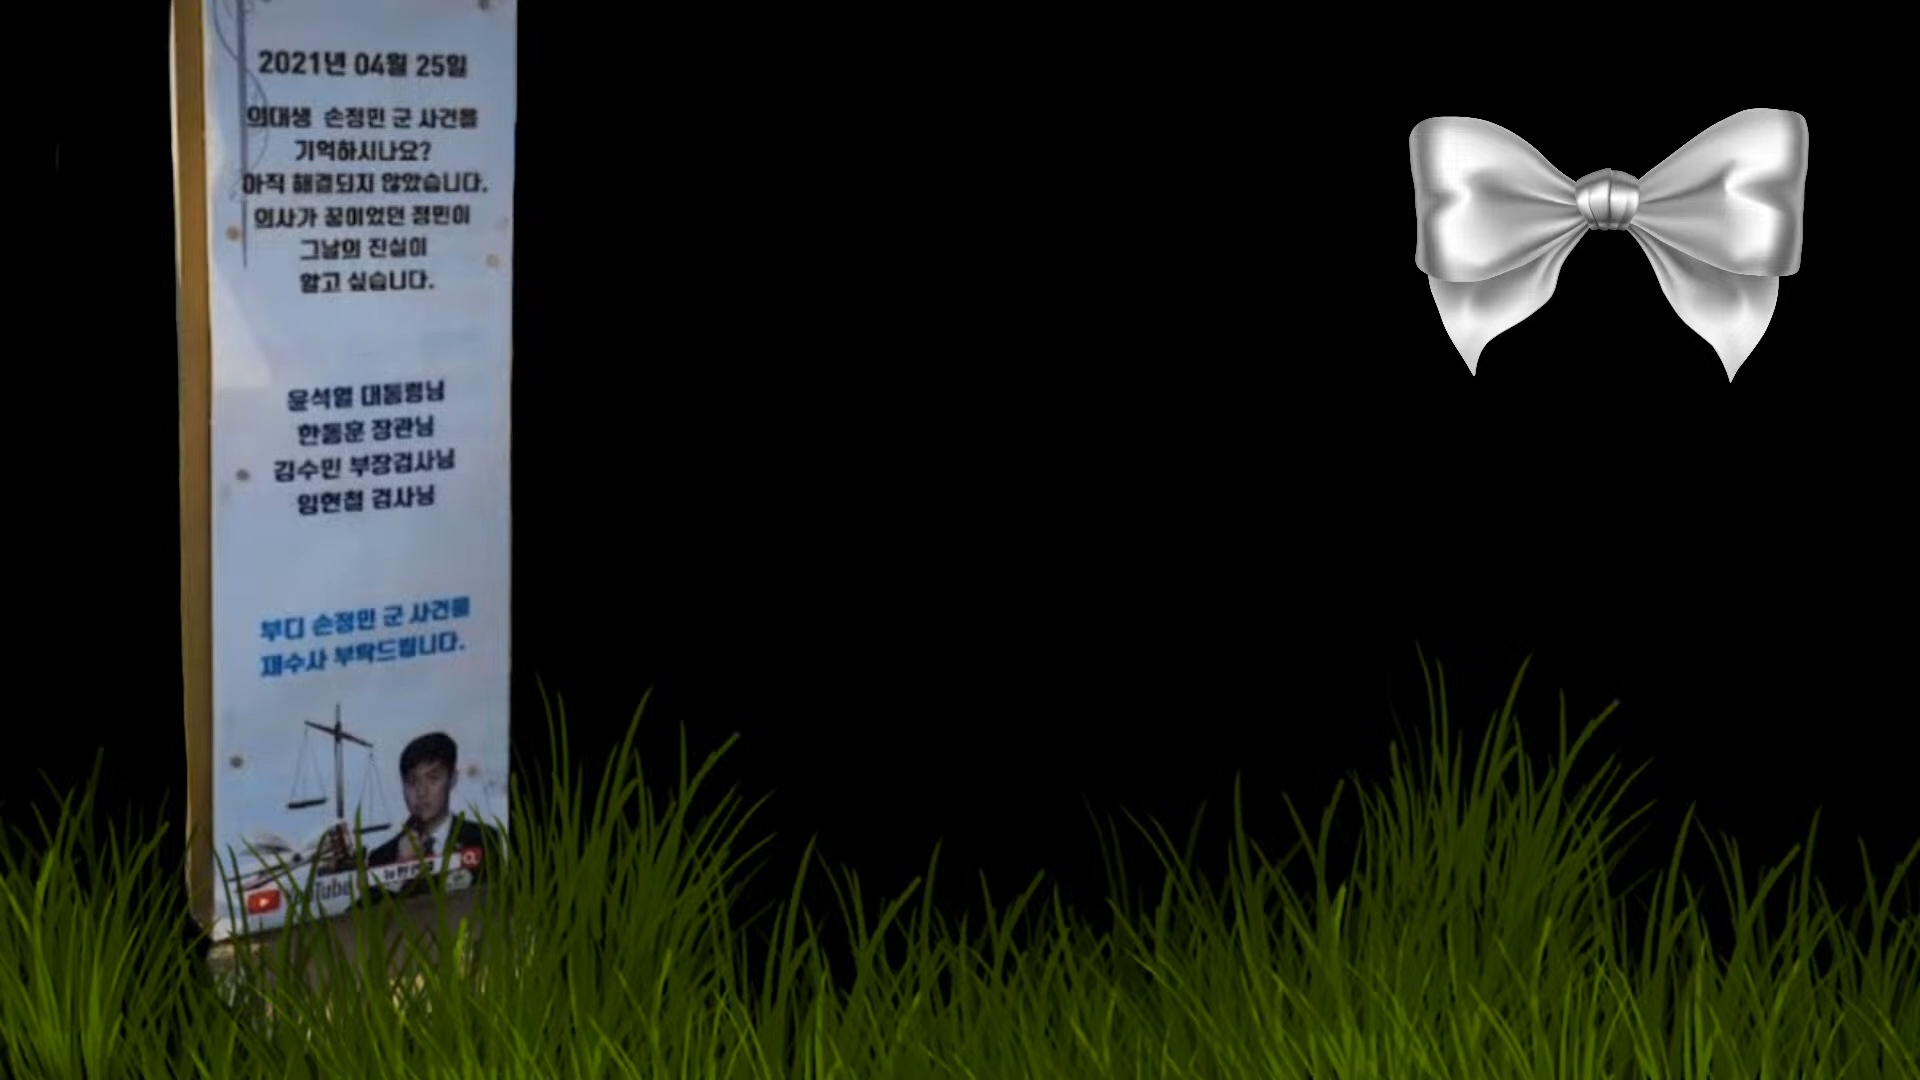 2021년 04월 25일
의대생 손정민 군 사건을
기억하시나요?
아직 해결되지 않았습니다.
의사가 꿈이었던 정민이
그날의 진실이
알고 싶습니다.
윤석열 대통령님
한동훈 장관님
김수민 부장검사님
임현철 검사님
부디 손정민 군 사건을
재수사 부탁드립니다.